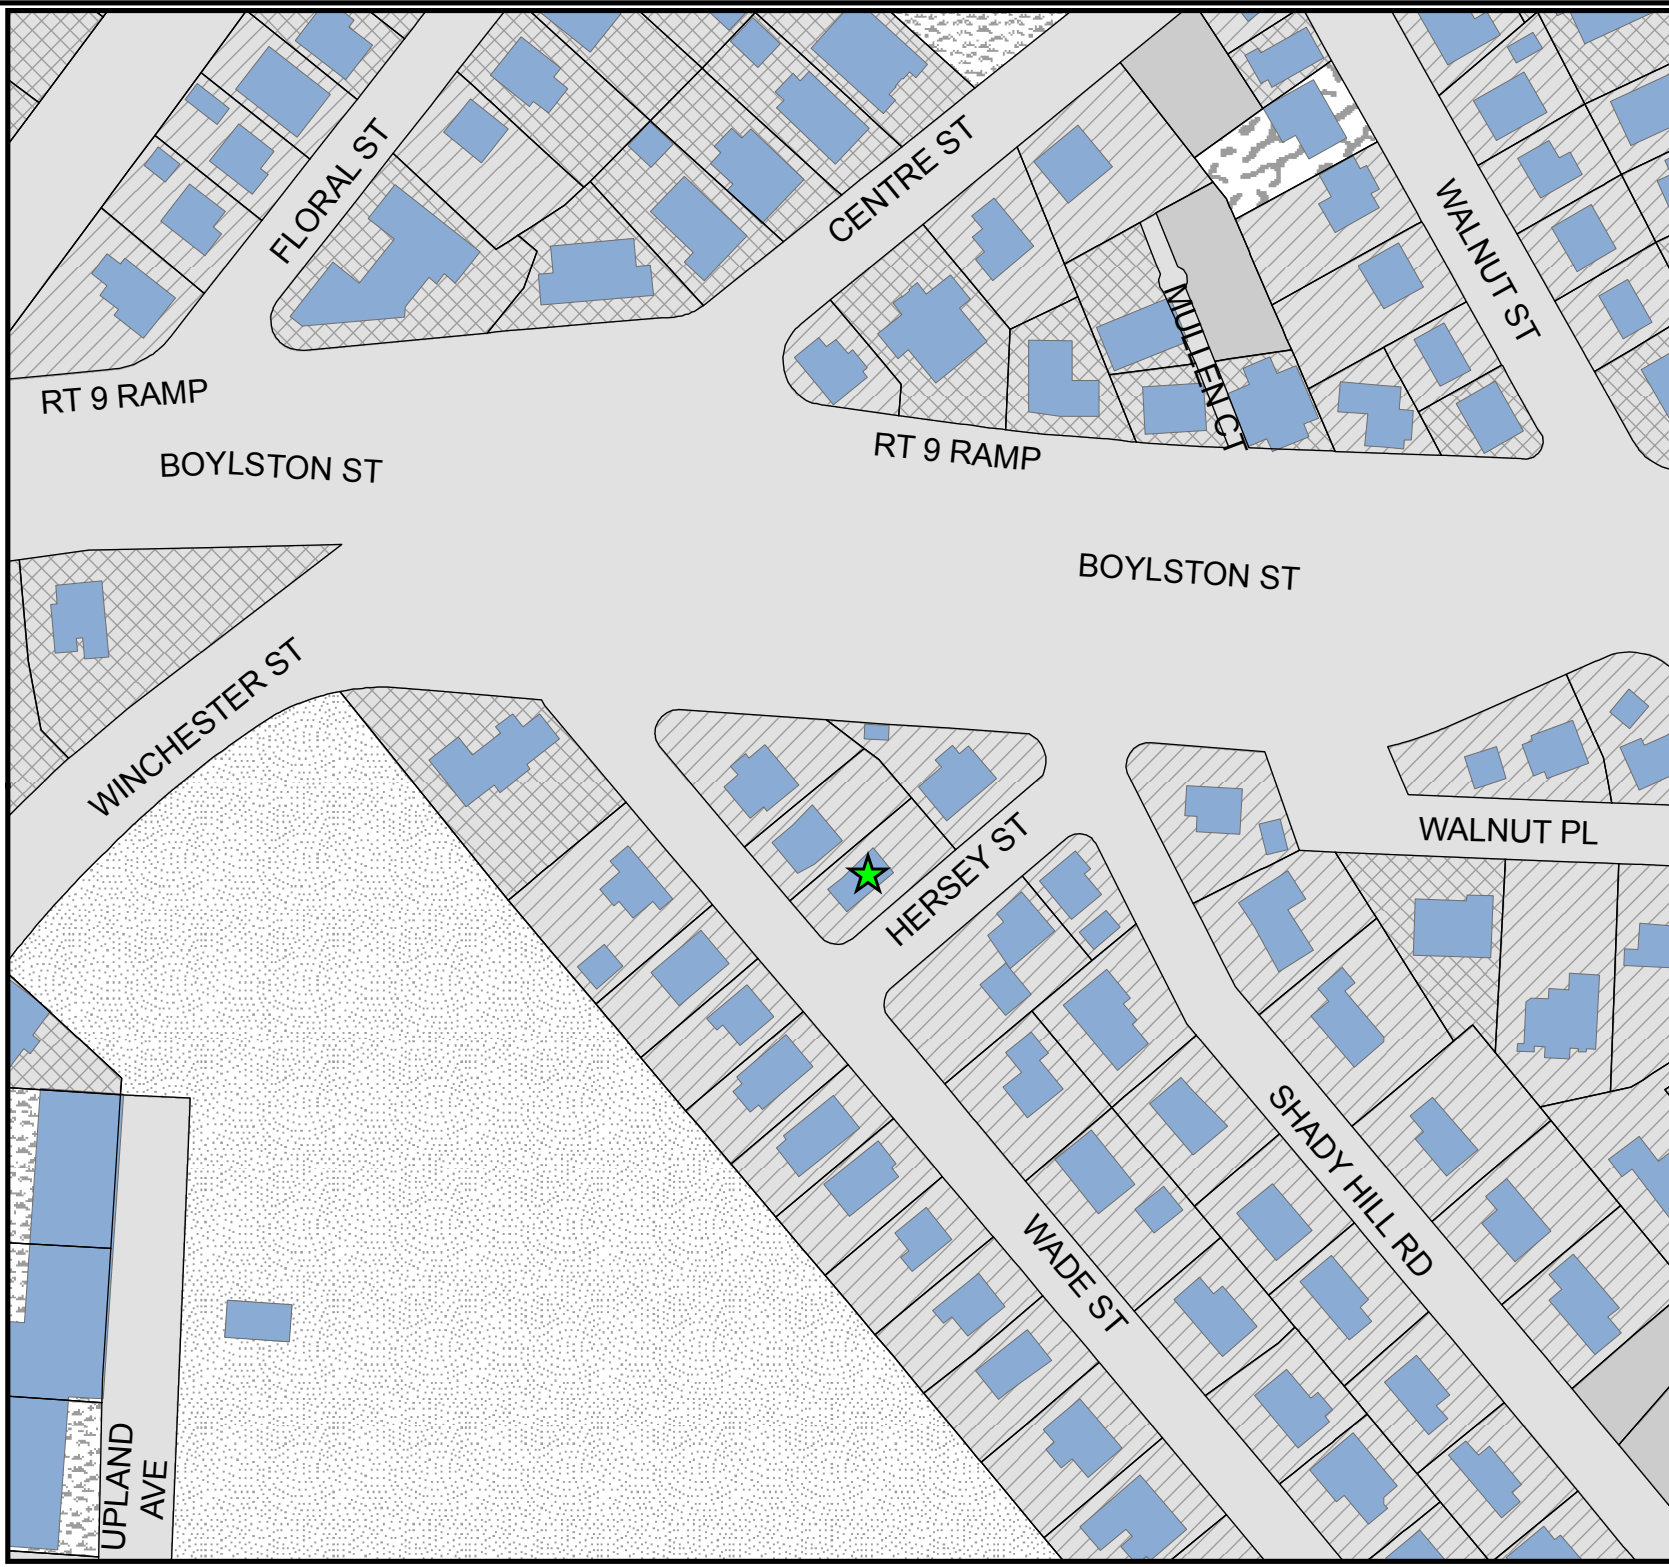 FLORAL ST
CENTRE ST
WALNUT ST
MULLEN CT
RT 9 RAMP
BOYLSTON ST
RT 9 RAMP
BOYLSTON ST
WINCHESTER ST
HERSEY ST
WALNUT PL
SHADY HILL RD
WADE ST
UPLAND
AVE